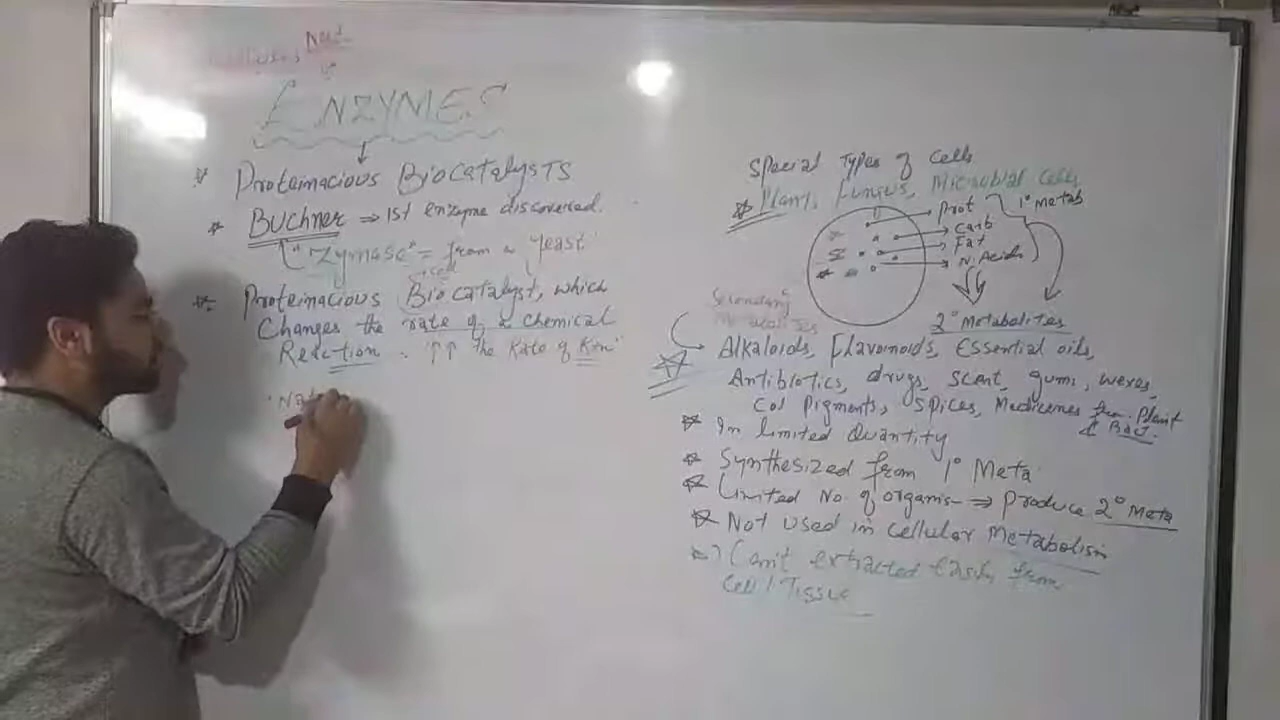 ENZYMES
Proteinacious BioCatalysTs
Buchner ⇒ 1st enzyme discovered.
"Zymase" = from a Yeast
cell
Proteinacious Biocatalyst, which
Changes the rate of a chemical
Reaction. ↑↑ the Rate of Rxn
Special Types of Cells
Plant, Fungus, Microbial Cells
Prot
Carb
Fat
N. Acids
1° Metab
2° Metabolites
Secondary
Metabolites
Alkaloids, Flavoinoids, Essential oils,
Antibiotics, drugs, Scent, gums, wexes,
Col Pigments, Spices, Medicenes from Plant
& Bact.
In limited Quantity
Synthesized from 1° Meta
Limited No. of organis ⇒ produce 2° Meta
Not used in cellular Metabolism
Can't extracted easily from
Cell / Tissue